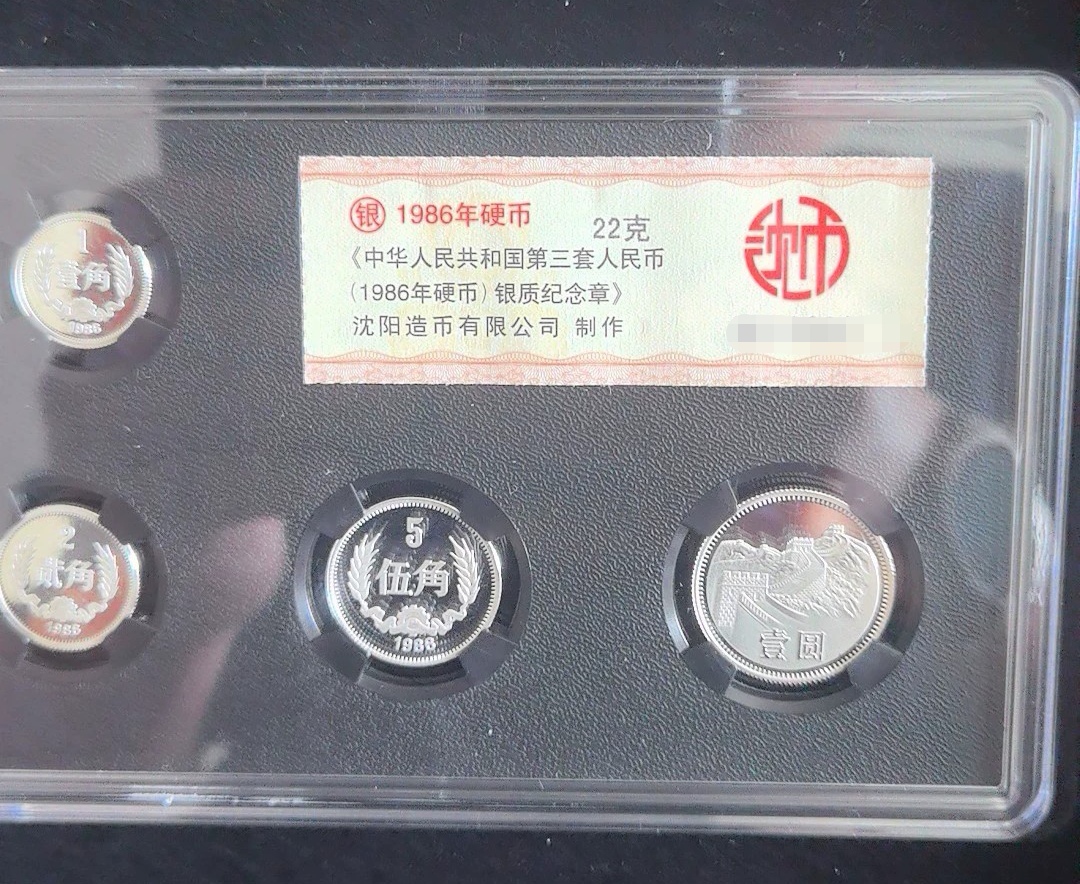 银 1986年硬币
22克
《中华人民共和国第三套人民币
(1986年硬币) 银质纪念章》
沈阳造币有限公司 制作
沈币
1
壹角
1986
2
贰角
1986
5
伍角
1986
壹圆